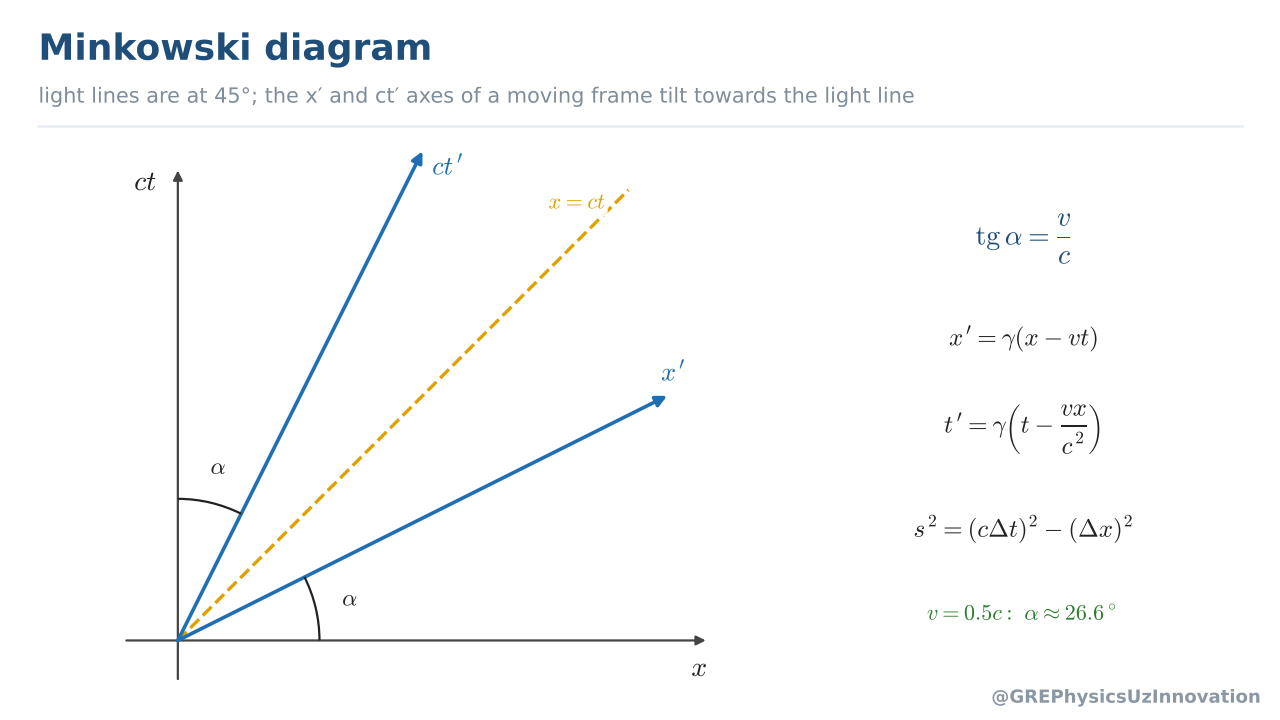 Minkowski diagram
light lines are at 45°; the x′ and ct′ axes of a moving frame tilt towards the light line
ct
ct′
x = ct
x′
α
α
x
tg α = v/c
x′ = γ(x − vt)
t′ = γ(t − vx/c²)
s² = (cΔt)² − (Δx)²
v = 0.5c : α ≈ 26.6°
@GREPhysicsUzInnovation